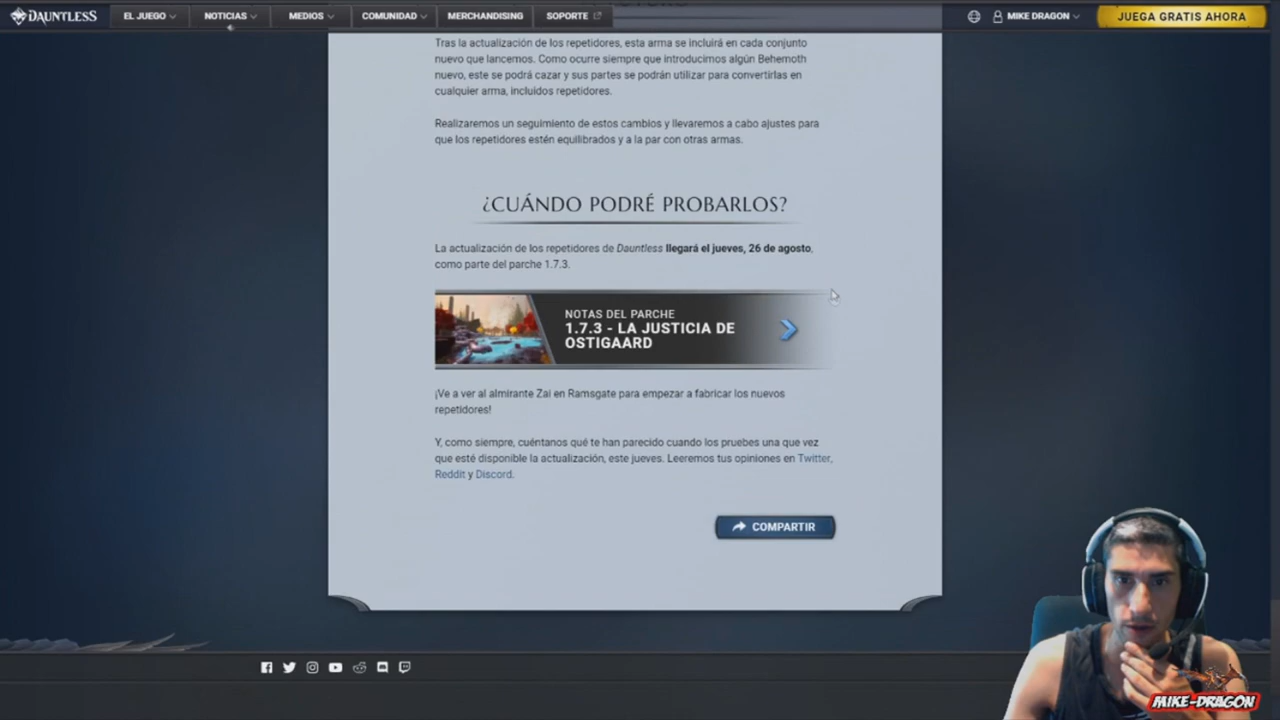 DAUNTLESS
EL JUEGO
NOTICIAS
MEDIOS
COMUNIDAD
MERCHANDISING
SOPORTE
MIKE DRAGON
JUEGA GRATIS AHORA
Tras la actualización de los repetidores, esta arma se incluirá en cada conjunto
nuevo que lancemos. Como ocurre siempre que introducimos algún Behemoth
nuevo, este se podrá cazar y sus partes se podrán utilizar para convertirlas en
cualquier arma, incluidos repetidores.
Realizaremos un seguimiento de estos cambios y llevaremos a cabo ajustes para
que los repetidores estén equilibrados y a la par con otras armas.
¿CUÁNDO PODRÉ PROBARLOS?
La actualización de los repetidores de Dauntless llegará el jueves, 26 de agosto,
como parte del parche 1.7.3.
NOTAS DEL PARCHE
1.7.3 - LA JUSTICIA DE
OSTIGAARD
¡Ve a ver al almirante Zai en Ramsgate para empezar a fabricar los nuevos
repetidores!
Y, como siempre, cuéntanos qué te han parecido cuando los pruebes una que vez
que esté disponible la actualización, este jueves. Leeremos tus opiniones en Twitter,
Reddit y Discord.
COMPARTIR
MIKE-DRAGON